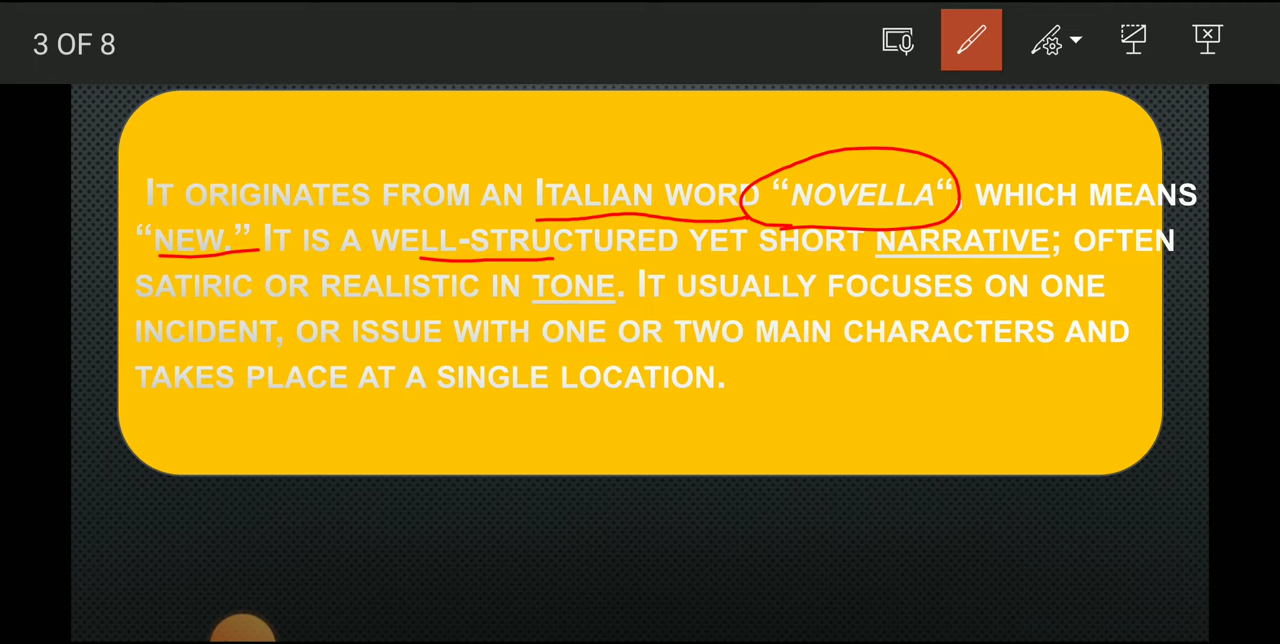 3 OF 8
IT ORIGINATES FROM AN ITALIAN WORD “NOVELLA“, WHICH MEANS
“NEW.” IT IS A WELL-STRUCTURED YET SHORT NARRATIVE; OFTEN
SATIRIC OR REALISTIC IN TONE. IT USUALLY FOCUSES ON ONE
INCIDENT, OR ISSUE WITH ONE OR TWO MAIN CHARACTERS AND
TAKES PLACE AT A SINGLE LOCATION.